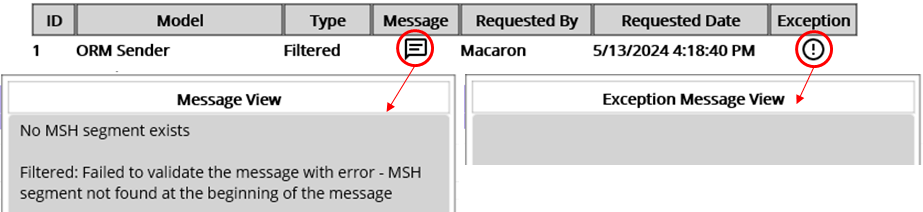 ID Model Type Message Requested By Requested Date Exception
1 ORM Sender Filtered Macaron 5/13/2024 4:18:40 PM
Message View
No MSH segment exists
Filtered: Failed to validate the message with error - MSH
segment not found at the beginning of the message
Exception Message View